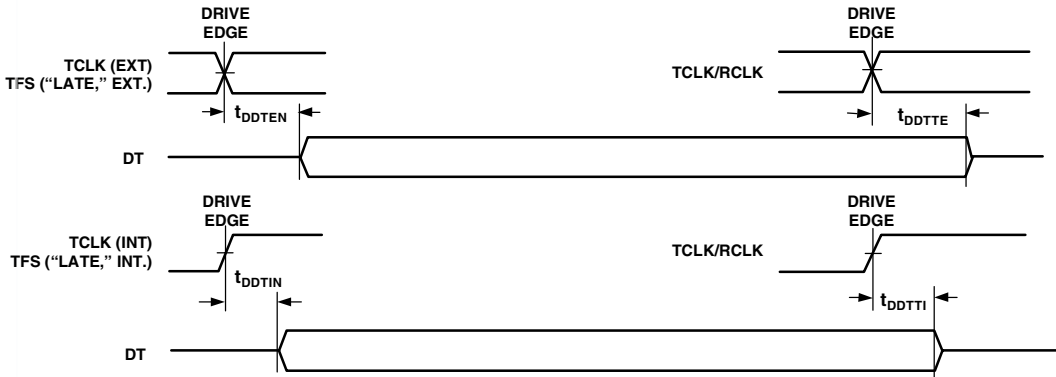 DRIVE
EDGE
DRIVE
EDGE
TCLK (EXT)
TFS (“LATE,” EXT.)
TCLK/RCLK
tDDTEN
tDDTTE
DT
DRIVE
EDGE
DRIVE
EDGE
TCLK (INT)
TFS (“LATE,” INT.)
TCLK/RCLK
tDDTIN
tDDTTI
DT